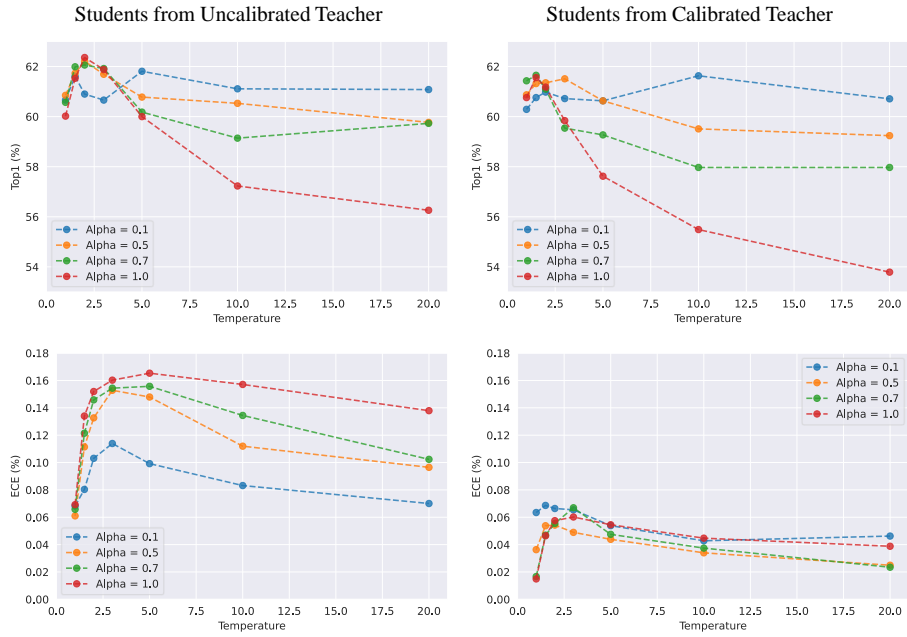 Students from Uncalibrated Teacher
Students from Calibrated Teacher
62
60
58
56
54
Top1 (%)
Alpha = 0.1
Alpha = 0.5
Alpha = 0.7
Alpha = 1.0
0.0 2.5 5.0 7.5 10.0 12.5 15.0 17.5 20.0
Temperature
62
60
58
56
54
Top1 (%)
Alpha = 0.1
Alpha = 0.5
Alpha = 0.7
Alpha = 1.0
0.0 2.5 5.0 7.5 10.0 12.5 15.0 17.5 20.0
Temperature
0.18
0.16
0.14
0.12
0.10
0.08
0.06
0.04
0.02
0.00
ECE (%)
Alpha = 0.1
Alpha = 0.5
Alpha = 0.7
Alpha = 1.0
0.0 2.5 5.0 7.5 10.0 12.5 15.0 17.5 20.0
Temperature
0.18
0.16
0.14
0.12
0.10
0.08
0.06
0.04
0.02
0.00
ECE (%)
Alpha = 0.1
Alpha = 0.5
Alpha = 0.7
Alpha = 1.0
0.0 2.5 5.0 7.5 10.0 12.5 15.0 17.5 20.0
Temperature